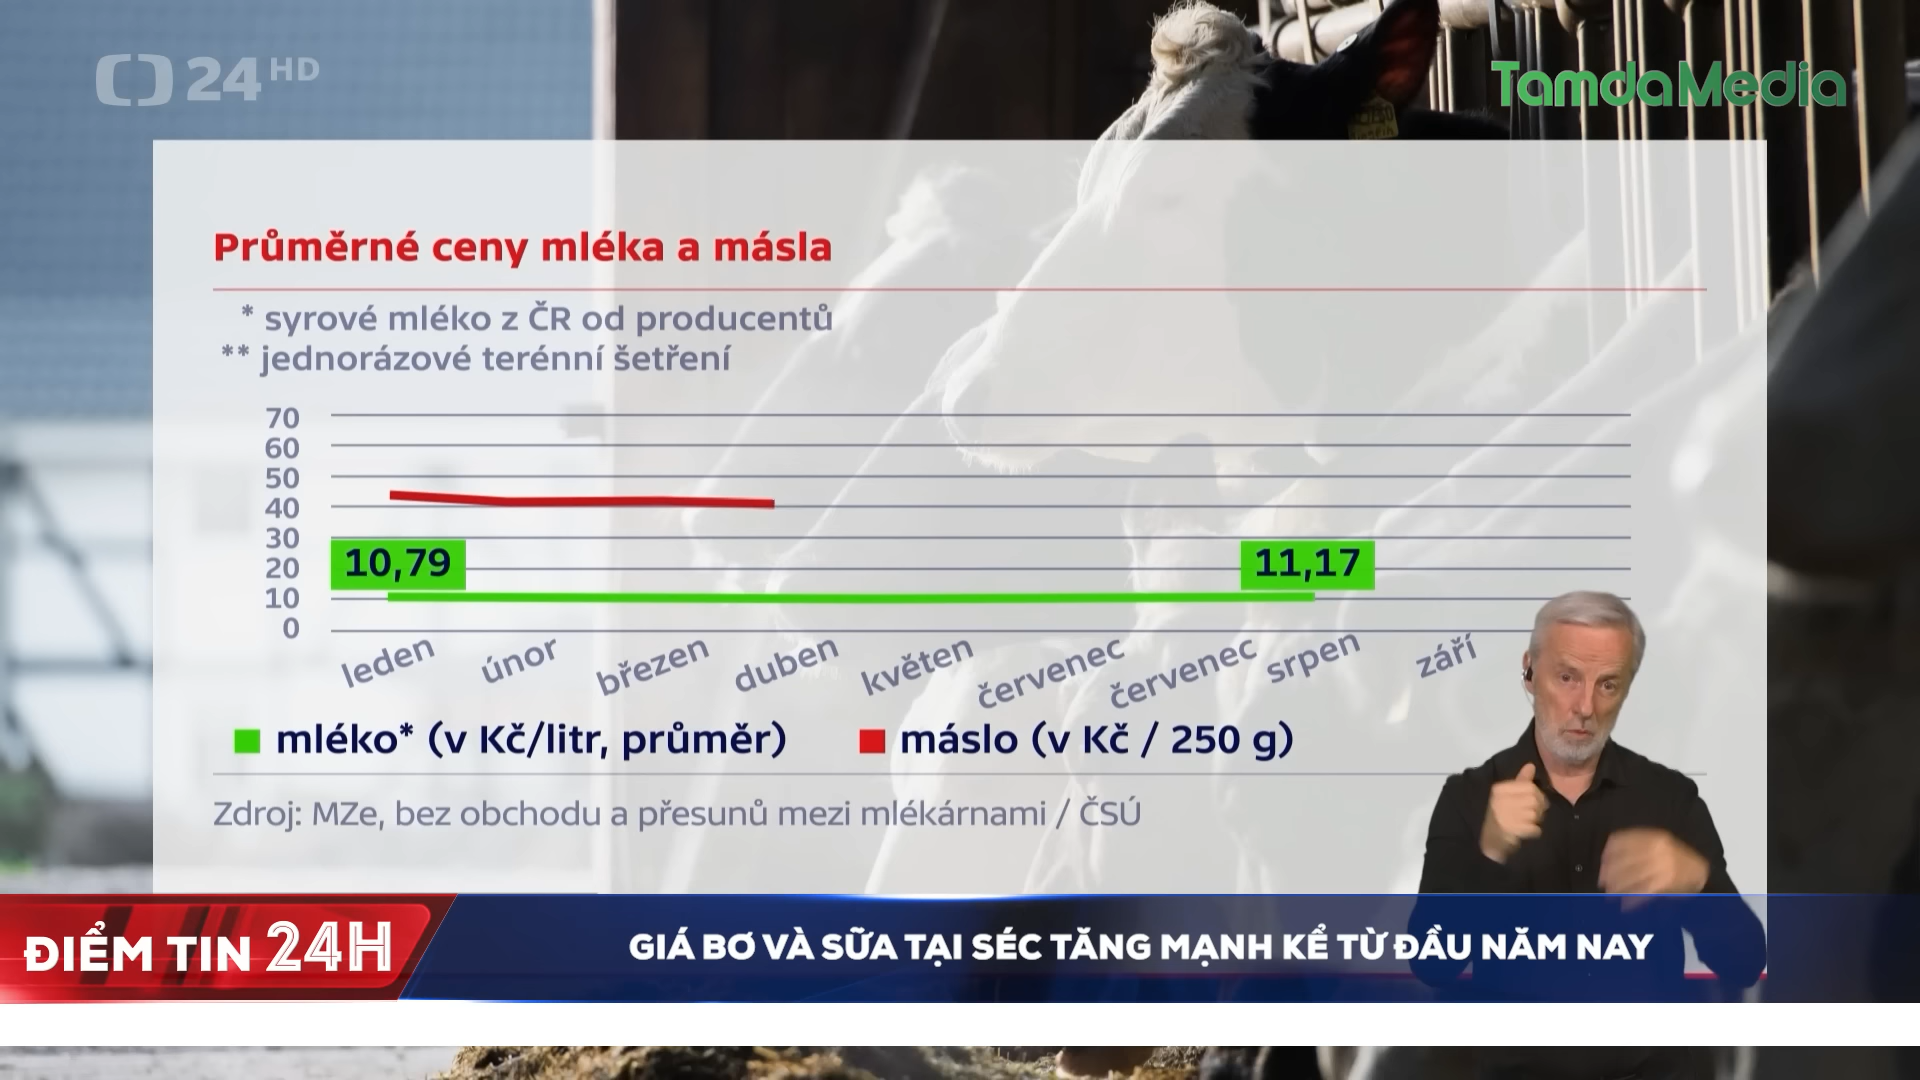 24 HD
TamdaMedia
Průměrné ceny mléka a másla
* syrové mléko z ČR od producentů
** jednorázové terénní šetření
70
60
50
40
30
20
10
0
10,79
11,17
leden únor březen duben květen červenec červenec srpen září
mléko* (v Kč/litr, průměr) máslo (v Kč / 250 g)
Zdroj: MZe, bez obchodu a přesunů mezi mlékárnami / ČSÚ
ĐIỂM TIN 24H
GIÁ BƠ VÀ SỮA TẠI SÉC TĂNG MẠNH KỂ TỪ ĐẦU NĂM NAY